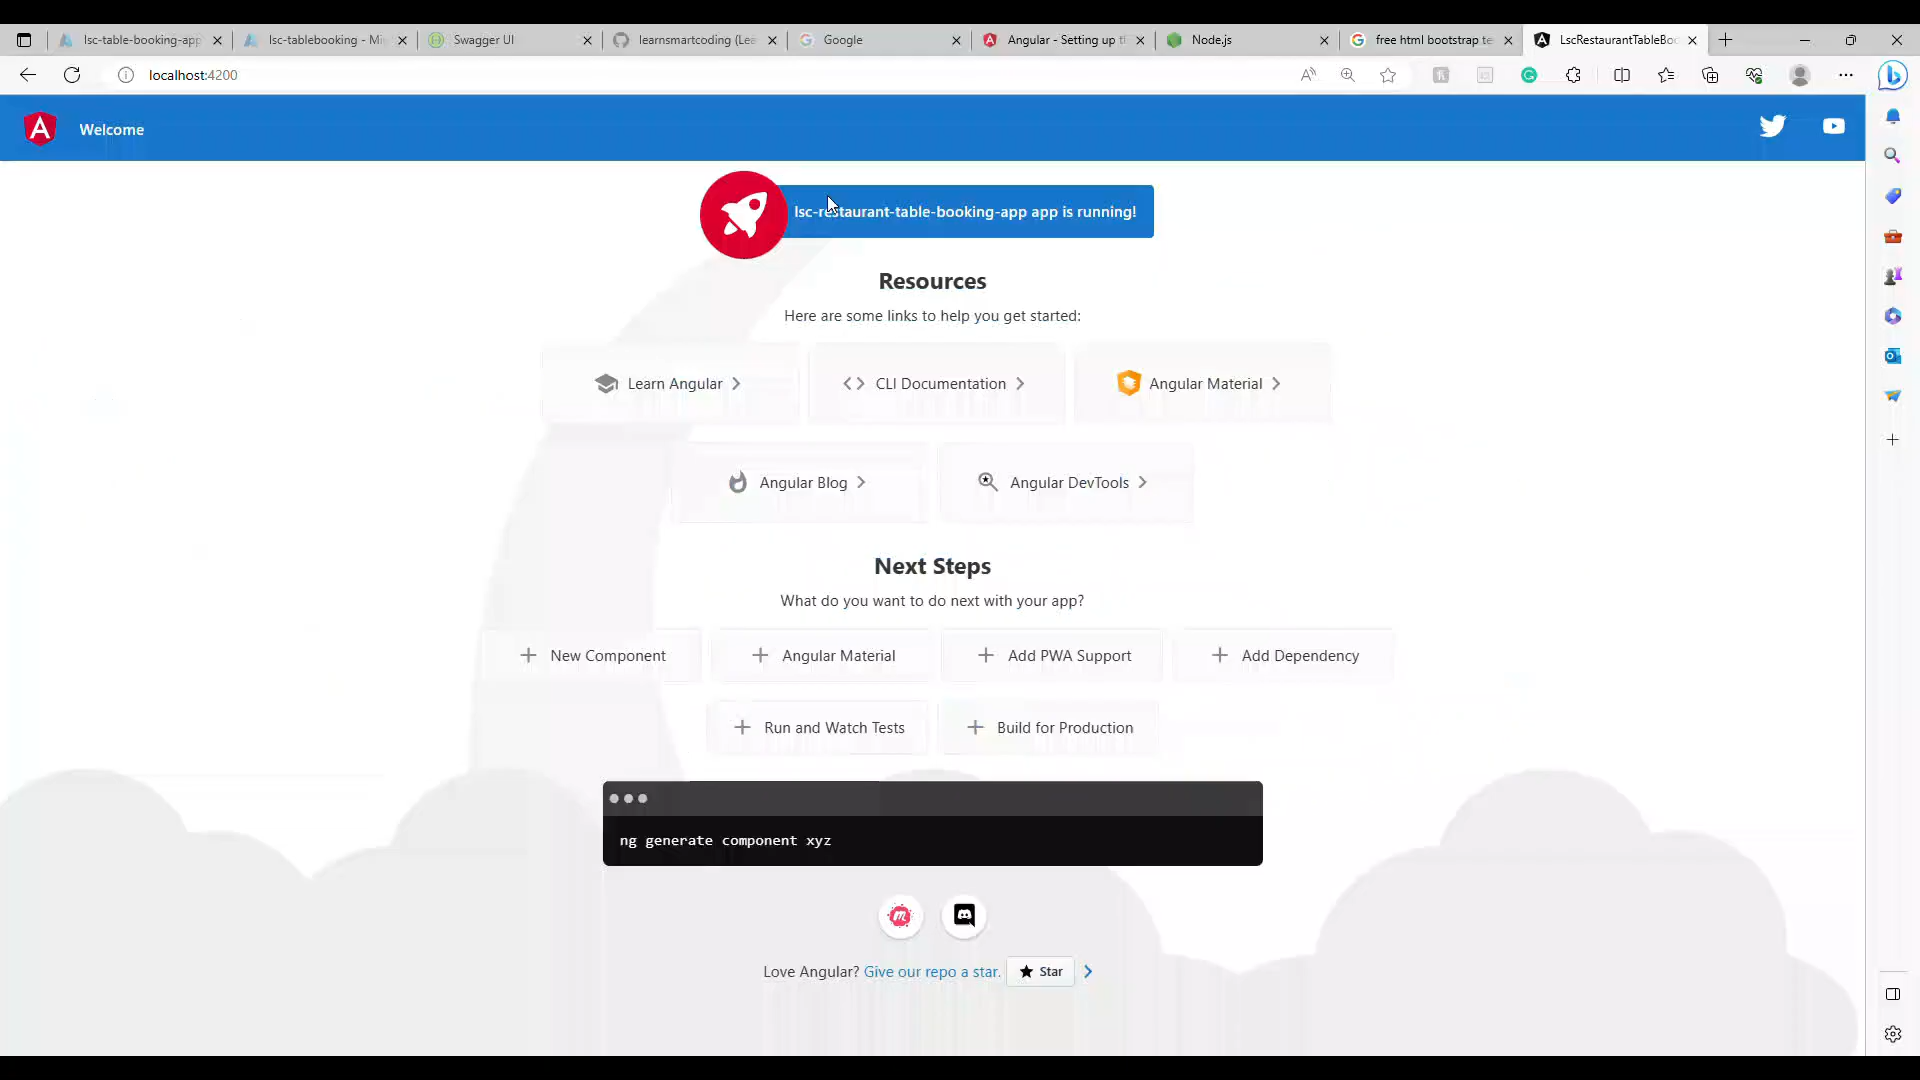 lsc-table-booking-app
lsc-tablebooking - Mi
Swagger UI
learnsmartcoding (Lea
Google
Angular - Setting up t
Node.js
free html bootstrap te
LscRestaurantTableBoo
localhost:4200
Welcome
lsc-restaurant-table-booking-app app is running!
Resources
Here are some links to help you get started:
Learn Angular
CLI Documentation
Angular Material
Angular Blog
Angular DevTools
Next Steps
What do you want to do next with your app?
New Component
Angular Material
Add PWA Support
Add Dependency
Run and Watch Tests
Build for Production
ng generate component xyz
Love Angular? Give our repo a star. Star